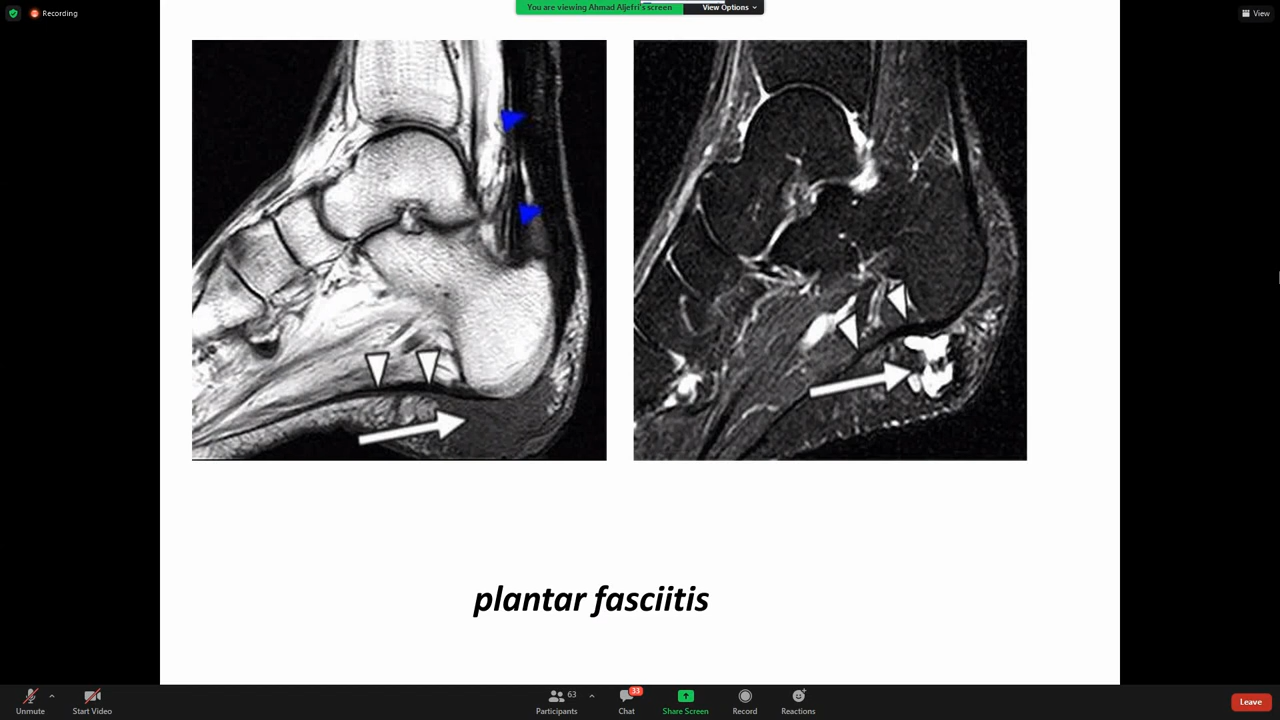 Recording
You are viewing Ahmad Aljefri's screen
View Options
View
plantar fasciitis
Unmute
Start Video
63
Participants
33
Chat
Share Screen
Record
Reactions
Leave